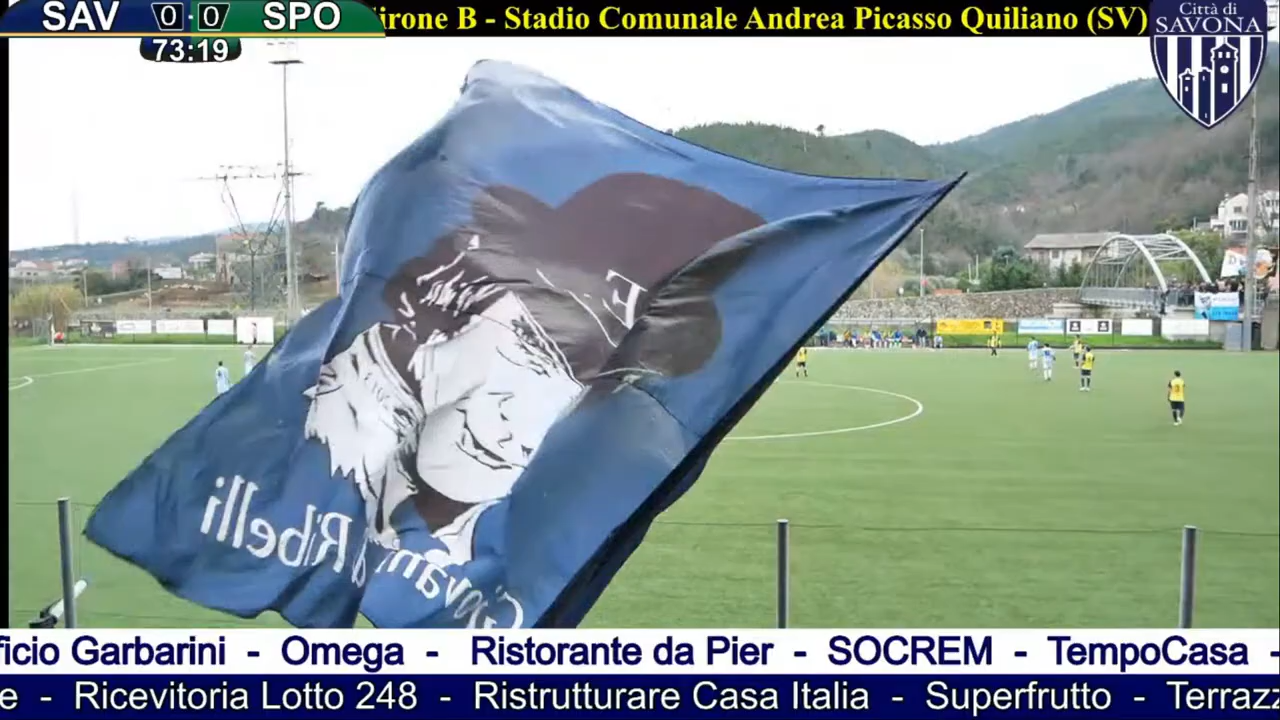 SAV 0 0 SPO
irone B - Stadio Comunale Andrea Picasso Quiliano (SV)
73:19
Città di
SAVONA
Giovani Ribelli
ficio Garbarini - Omega - Ristorante da Pier - SOCREM - TempoCasa -
e - Ricevitoria Lotto 248 - Ristrutturare Casa Italia - Superfrutto - Terrazz